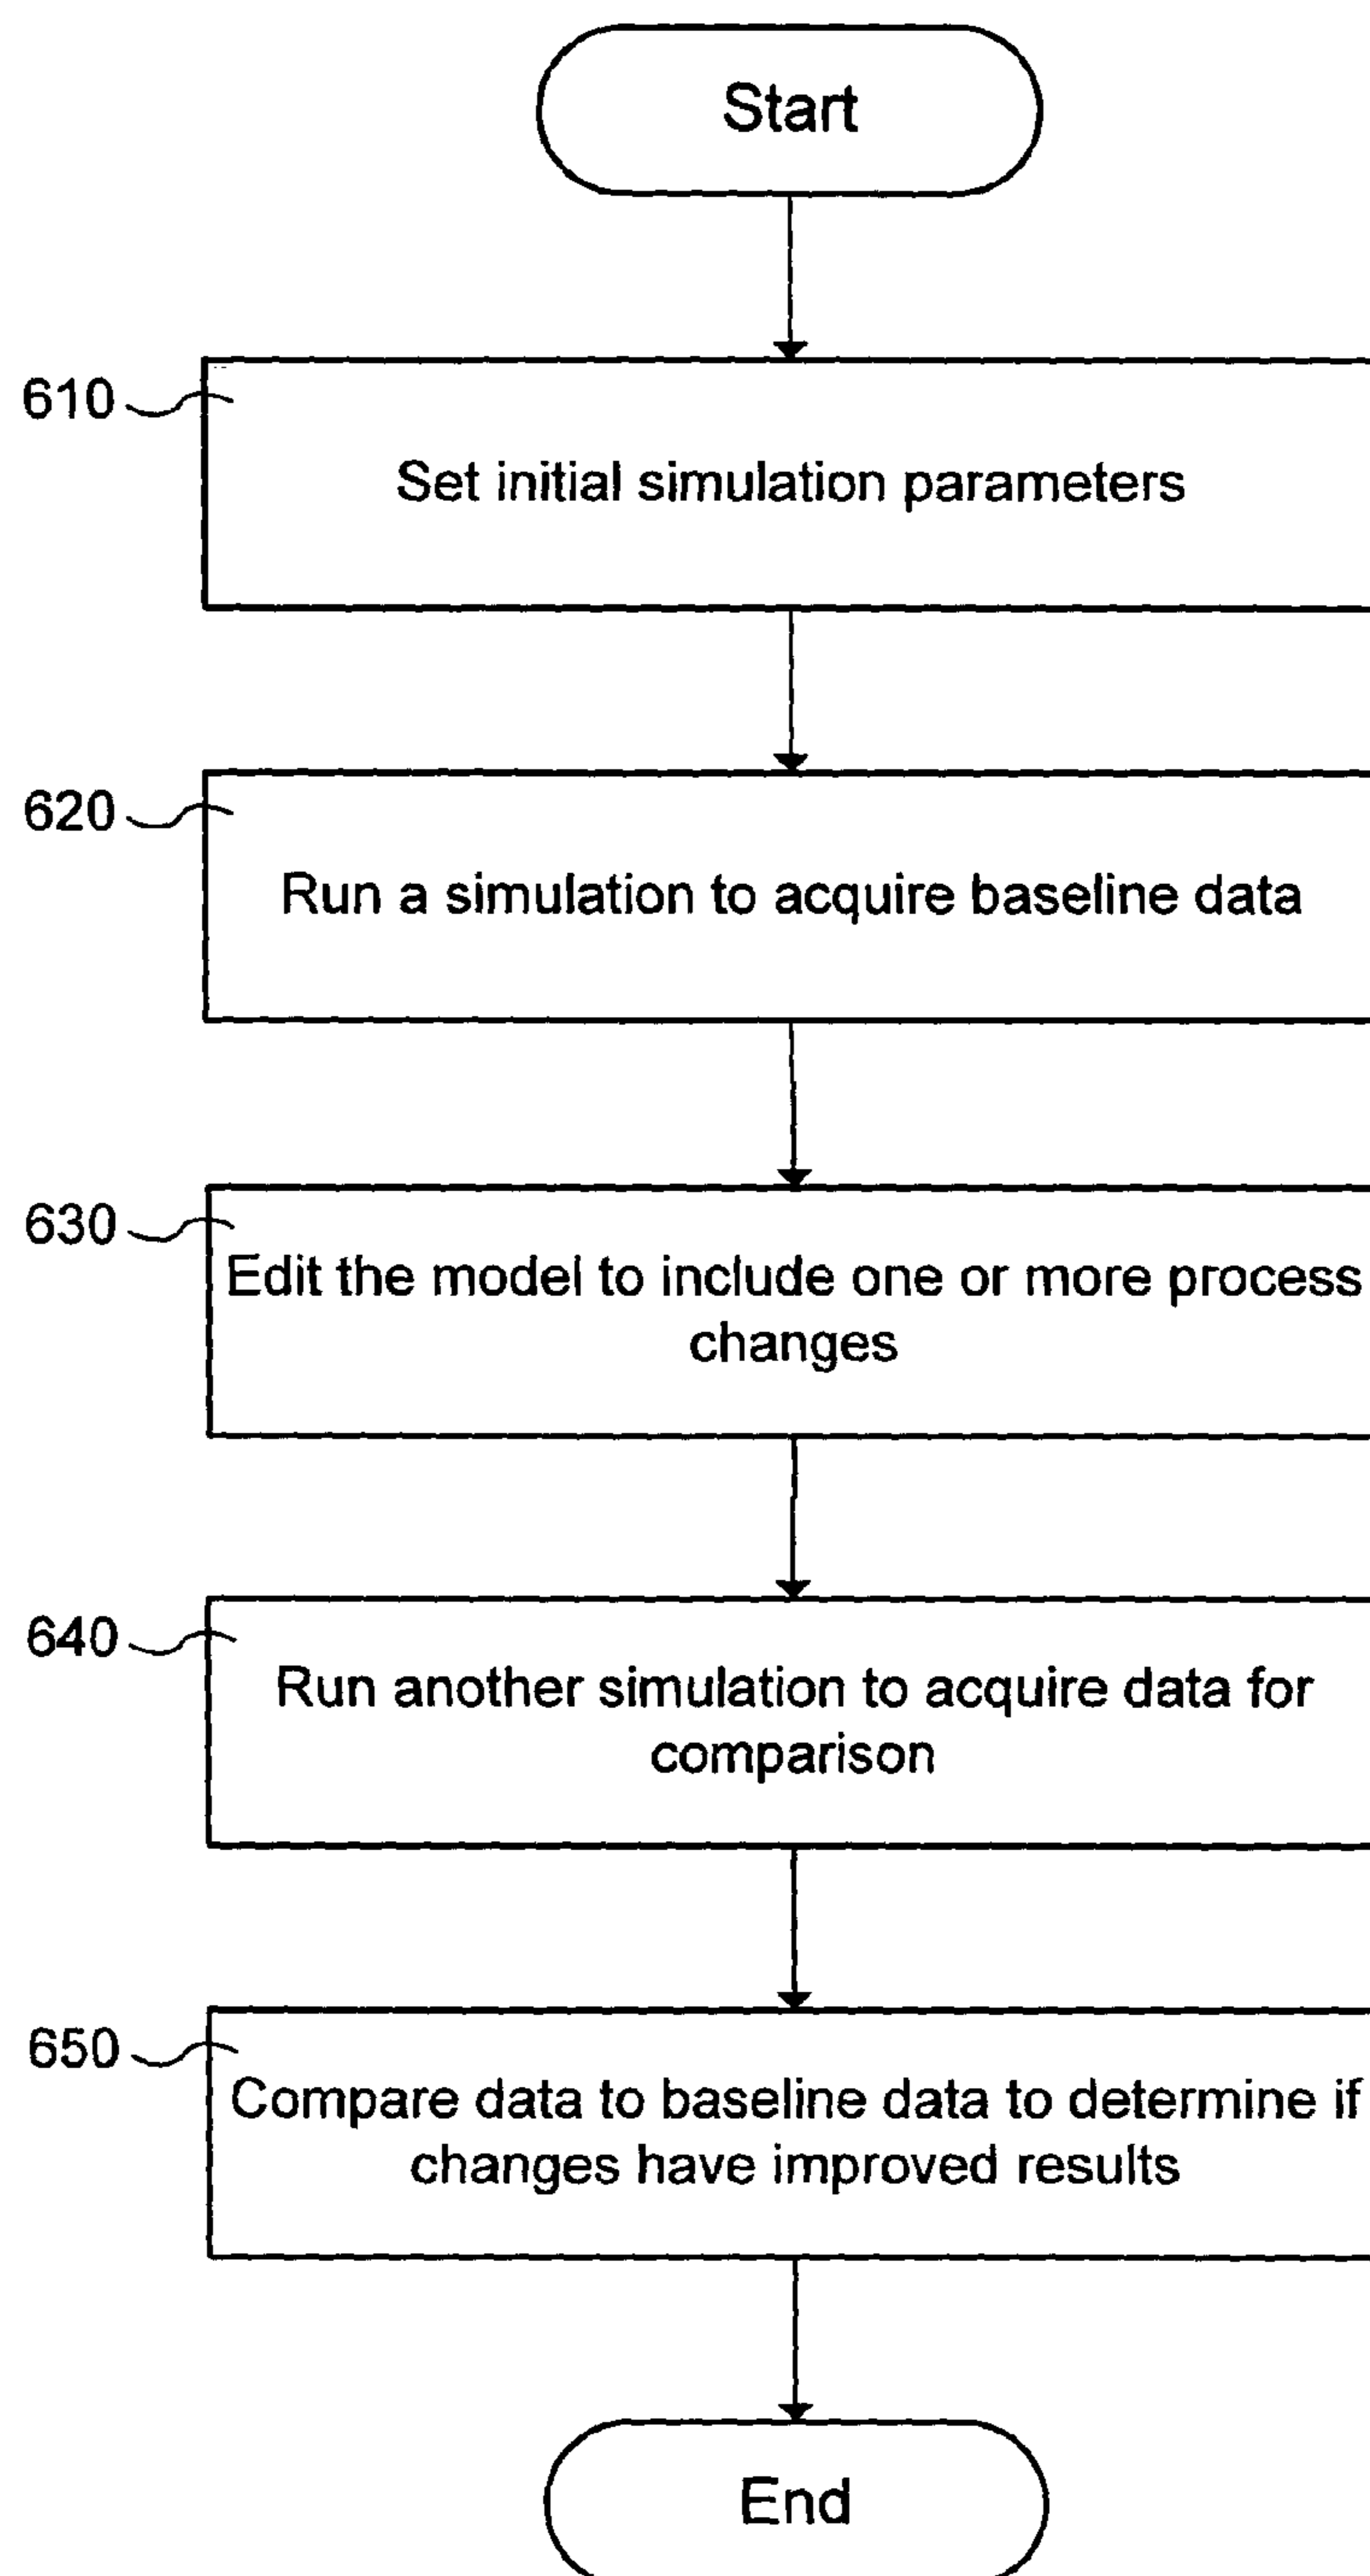 Start
610
Set initial simulation parameters
620
Run a simulation to acquire baseline data
630
Edit the model to include one or more process
changes
640
Run another simulation to acquire data for
comparison
650
Compare data to baseline data to determine if
changes have improved results
End